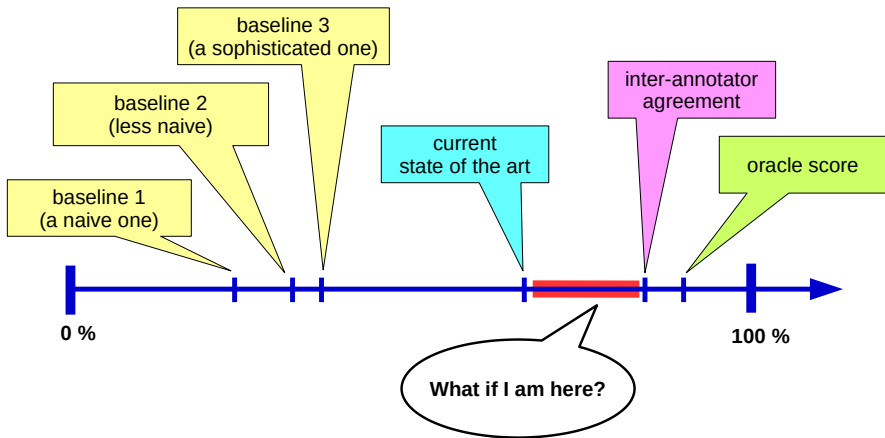 baseline 3
(a sophisticated one)
baseline 2
(less naive)
baseline 1
(a naive one)
current
state of the art
inter-annotator
agreement
oracle score
0 %
100 %
What if I am here?